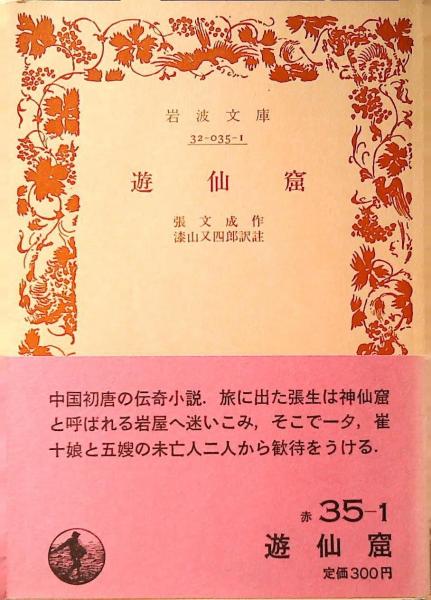 岩波文庫
32-035-1
遊仙窟
張文成作
漆山又四郎訳註
中国初唐の伝奇小説．旅に出た張生は神仙窟
と呼ばれる岩屋へ迷いこみ，そこで一夕，崔
十娘と五嫂の未亡人二人から歓待をうける．
赤 35-1
遊仙窟
定価300円